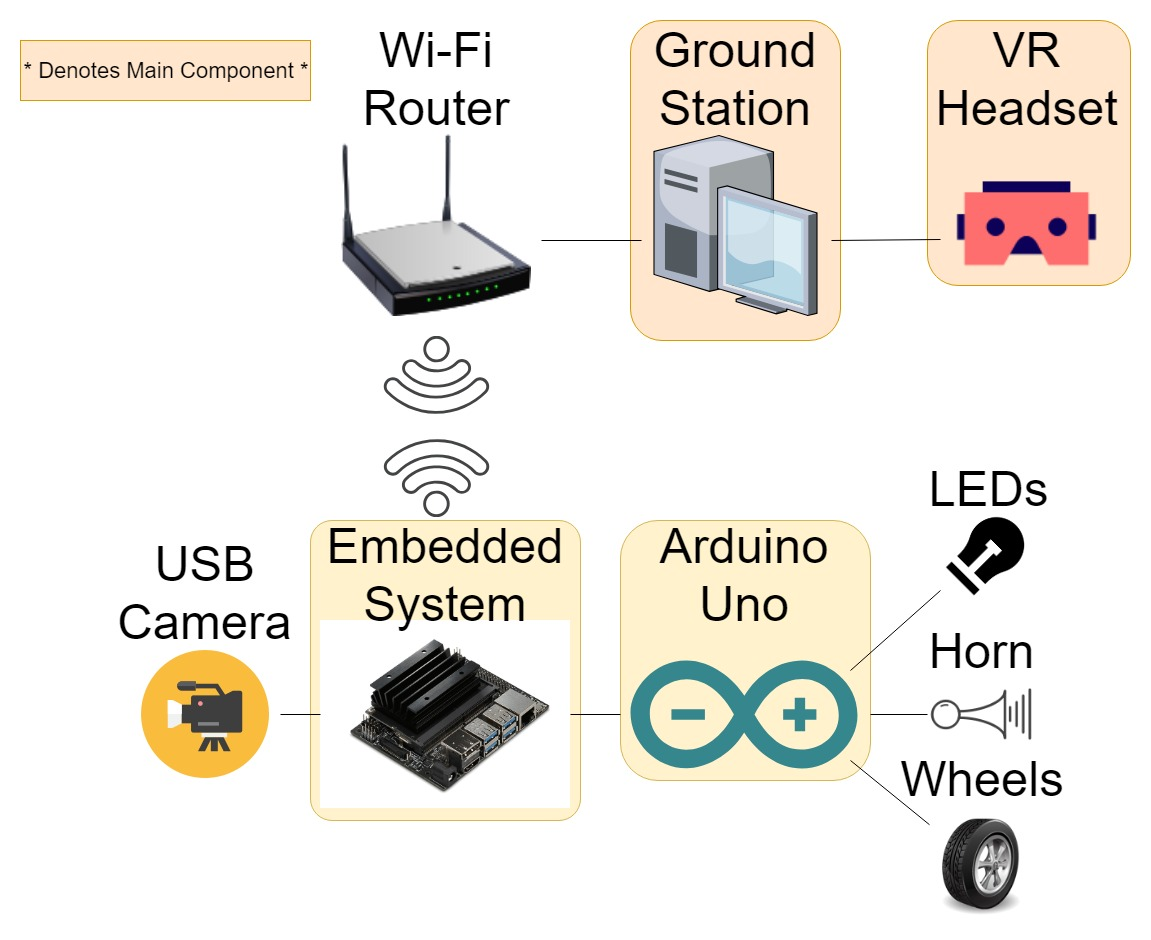 * Denotes Main Component *
Wi-Fi
Router
Ground
Station
VR
Headset
USB
Camera
Embedded
System
Arduino
Uno
LEDs
Horn
Wheels